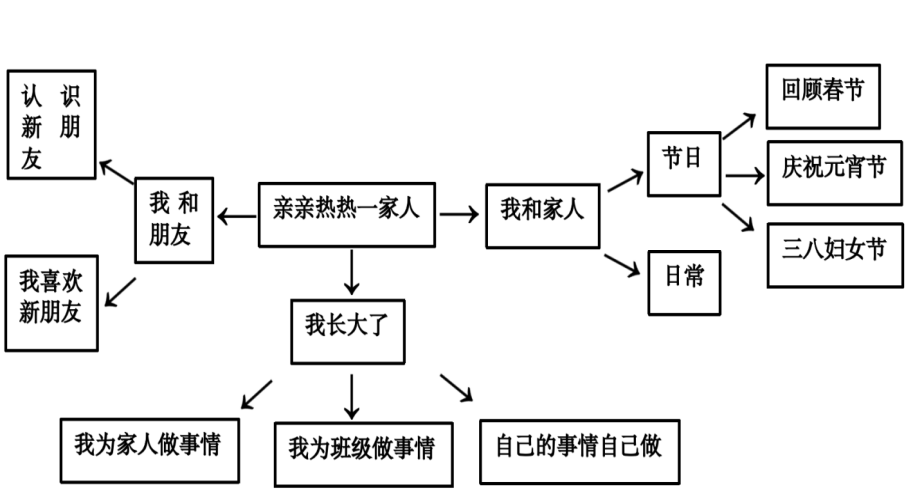 认识
新朋
友
我喜欢
新朋友
我和
朋友
亲亲热热一家人
我和家人
节日
日常
回顾春节
庆祝元宵节
三八妇女节
我长大了
我为家人做事情
我为班级做事情
自己的事情自己做